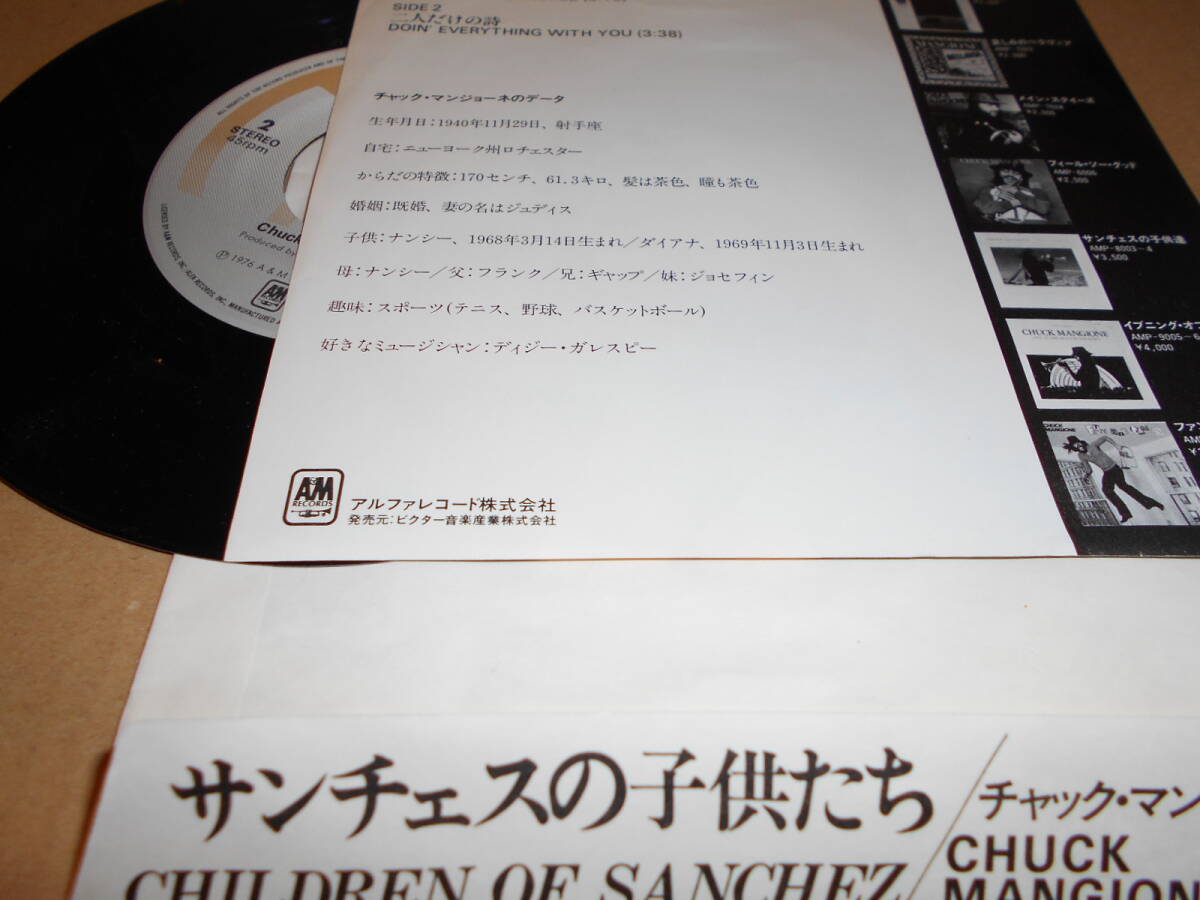 SIDE 2
二人だけの詩
DOIN' EVERYTHING WITH YOU (3:38)
チャック・マンジョーネのデータ
生年月日:1940年11月29日、射手座
自宅:ニューヨーク州ロチェスター
からだの特徴:170センチ、61.3キロ、髪は茶色、瞳も茶色
婚姻:既婚、妻の名はジュディス
子供:ナンシー、1968年3月14日生まれ/ダイアナ、1969年11月3日生まれ
母:ナンシー/父:フランク/兄:ギャップ/妹:ジョセフィン
趣味:スポーツ(テニス、野球、バスケットボール)
好きなミュージシャン:ディジー・ガレスピー
A&M
RECORDS
アルファレコード株式会社
発売元:ビクター音楽産業株式会社
2
STEREO
45rpm
Chuck
Produced by
Ⓟ 1976 A & M
A&M
メイン・スクイーズ
フィール・ソー・グッド
AMP-6006
¥2,500
サンチェスの子供達
AMP-8003~4
¥3,500
CHUCK MANGIONE
イブニング・オブ
AMP-9005~6
¥4,000
CHUCK
MANGIONE
ファン
サンチェスの子供たち/チャック・マン
CHILDREN OF SANCHEZ/CHUCK
MANGION